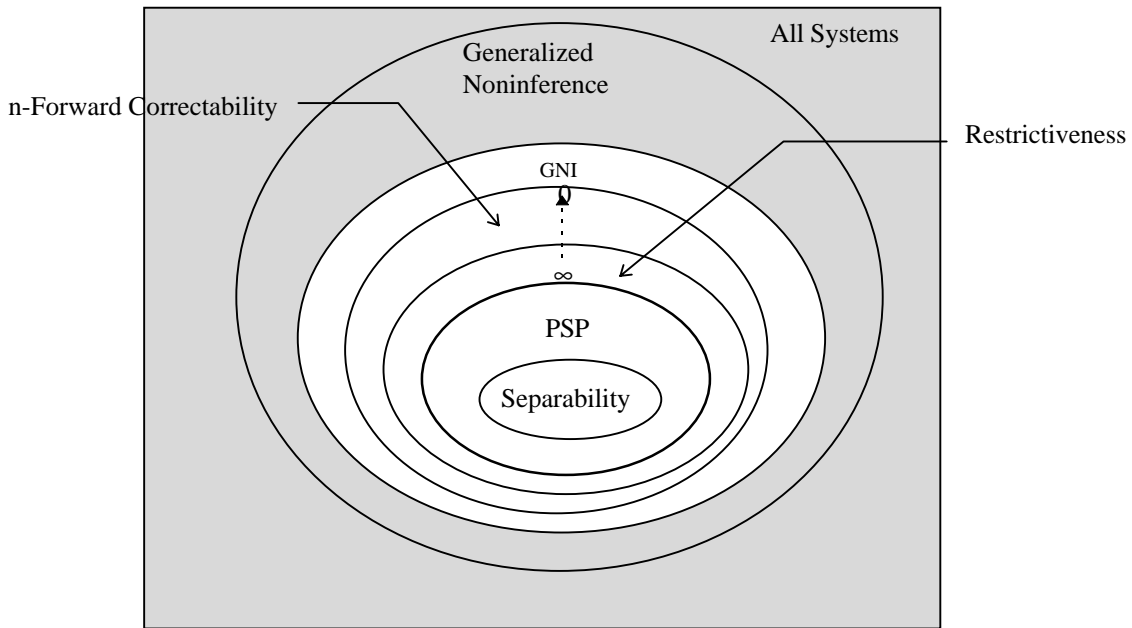 All Systems
Generalized
Noninference
n-Forward Correctability
Restrictiveness
GNI
0
∞
PSP
Separability